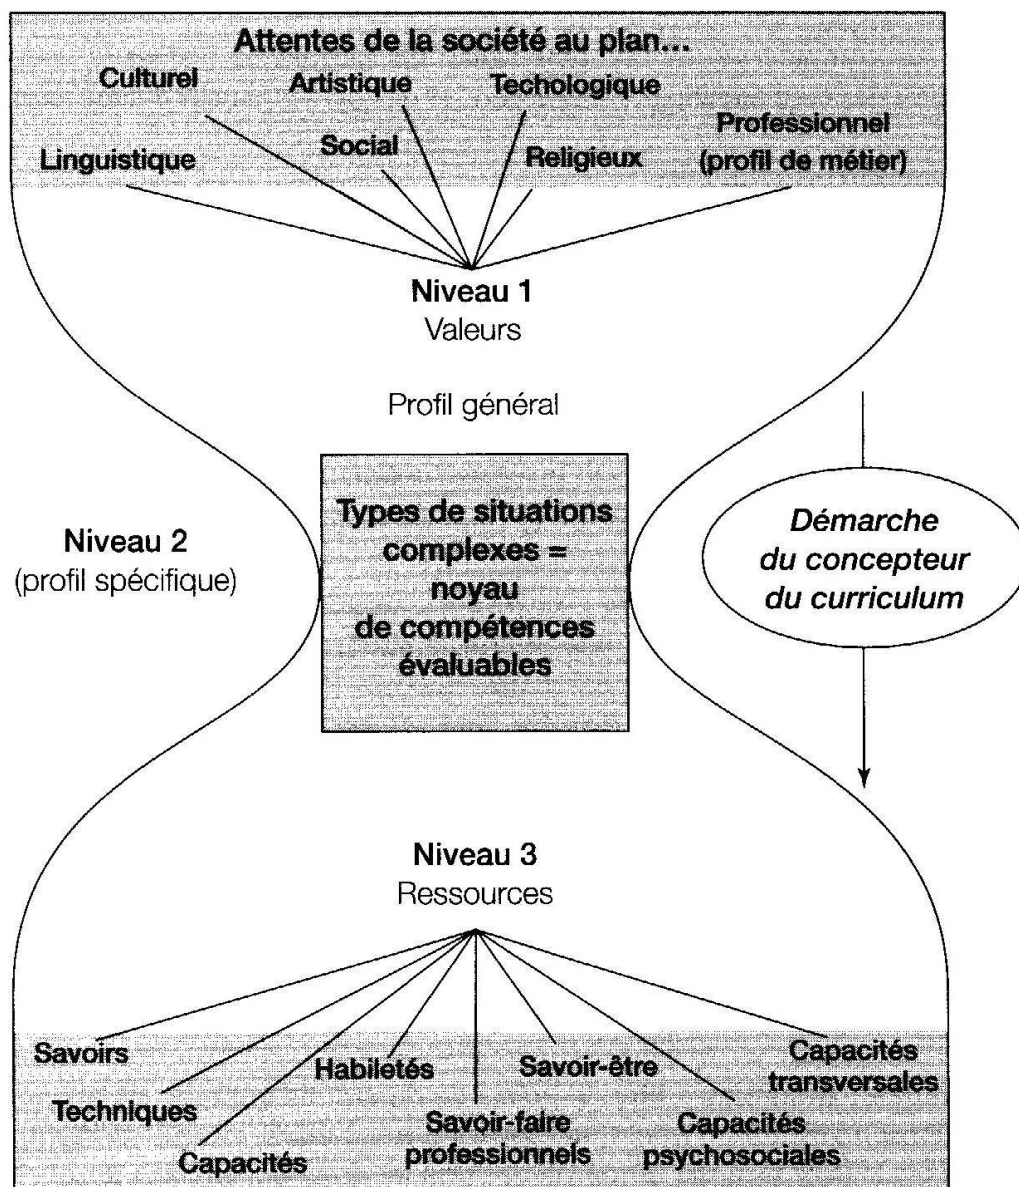 Attentes de la société au plan...
Culturel
Artistique
Techologique
Professionnel
(profil de métier)
Linguistique
Social
Religieux
Niveau 1
Valeurs
Profil général
Types de situations
complexes =
noyau
de compétences
évaluables
Niveau 2
(profil spécifique)
Démarche
du concepteur
du curriculum
Niveau 3
Ressources
Savoirs
Techniques
Capacités
Habiletés
Savoir-faire
professionnels
Savoir-être
Capacités
psychosociales
Capacités
transversales